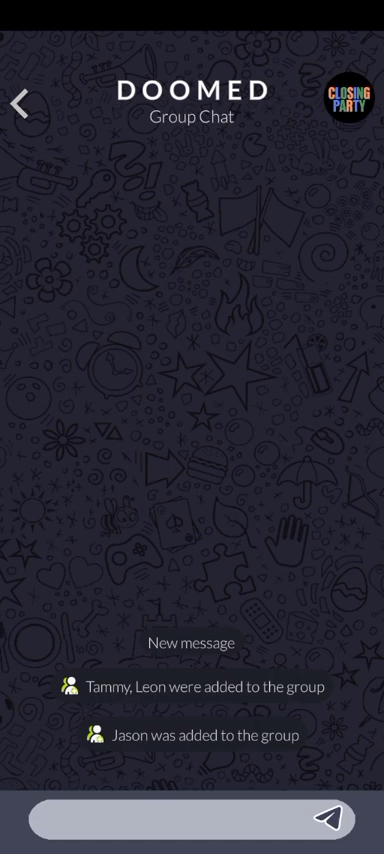 DOOMED
Group Chat
CLOSING
PARTY
New message
Tammy, Leon were added to the group
Jason was added to the group